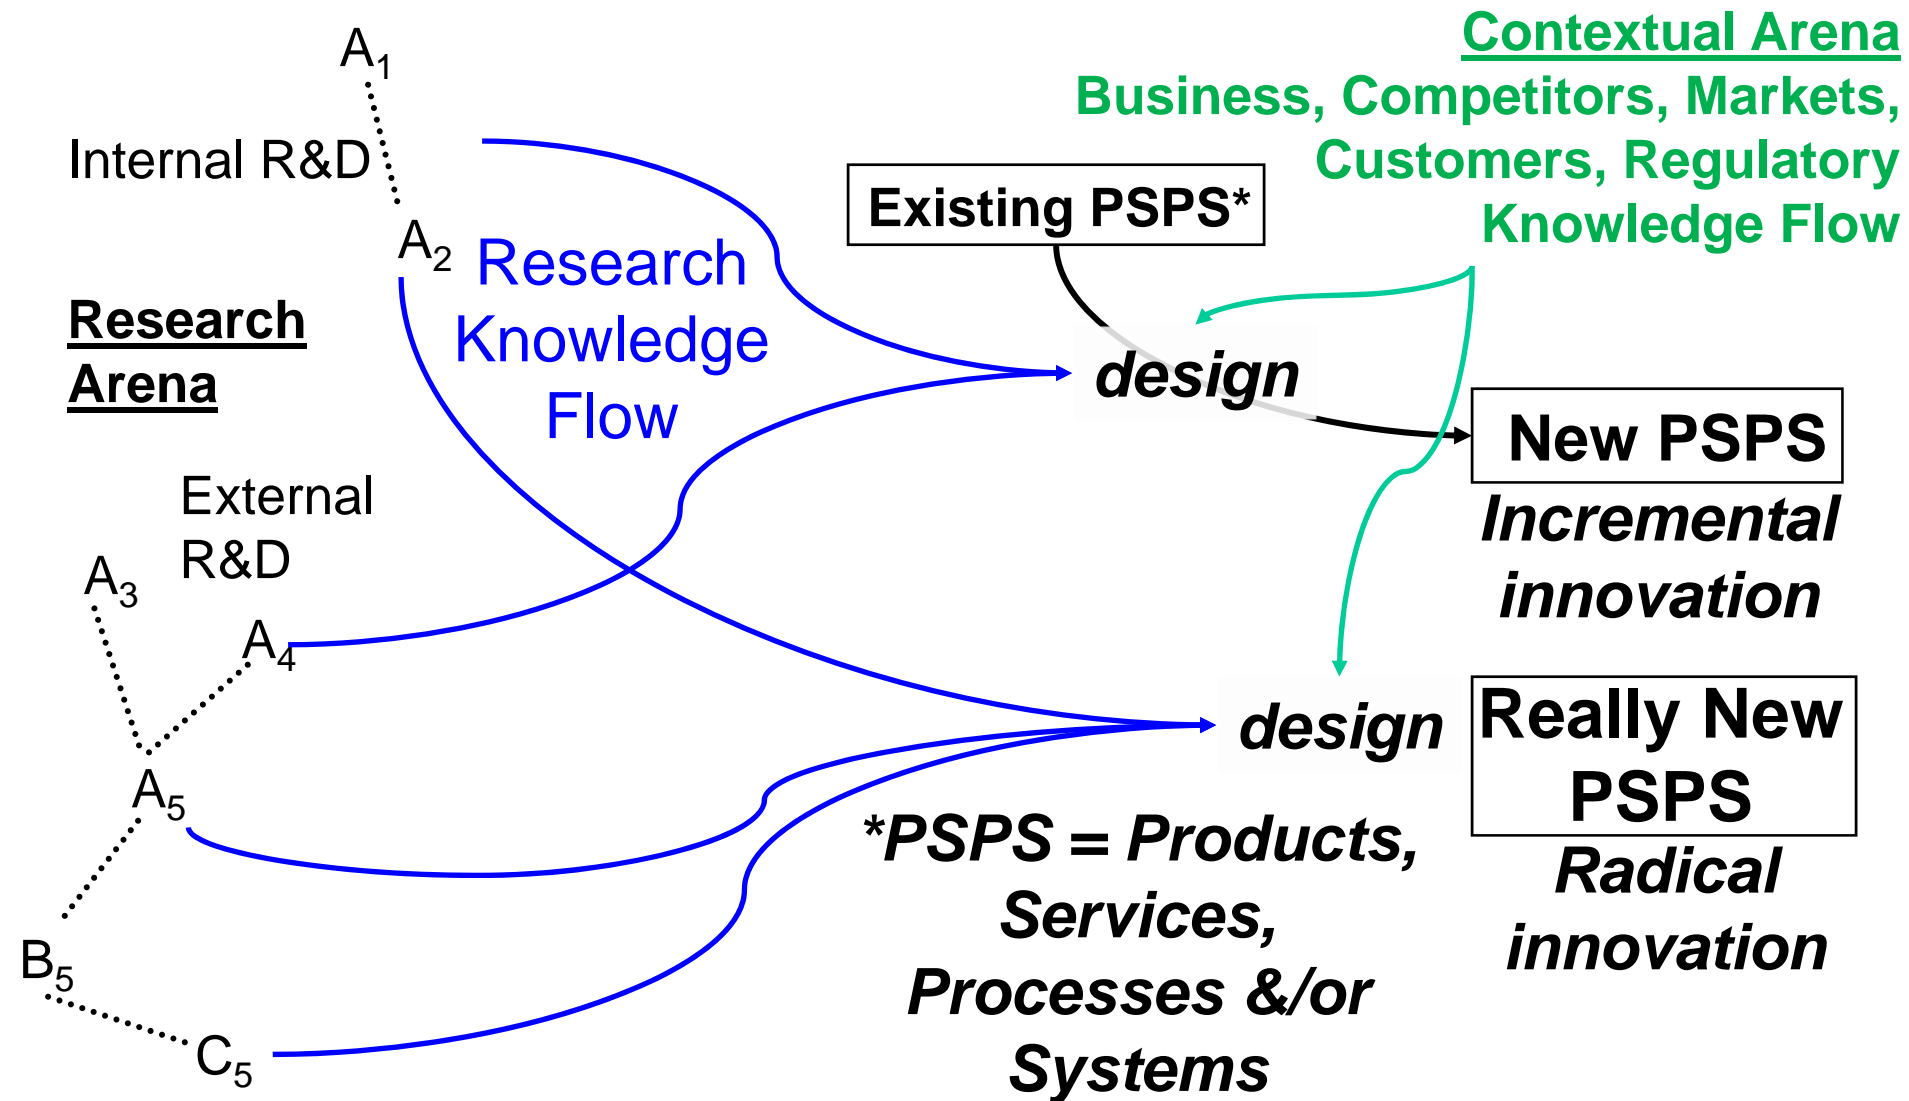 A₁
Internal R&D
A₂
Research
Arena
Research
Knowledge
Flow
External
R&D
A₃
A₄
A₅
B₅
C₅
Contextual Arena
Business, Competitors, Markets,
Customers, Regulatory
Knowledge Flow
Existing PSPS*
design
New PSPS
Incremental
innovation
design
Really New
PSPS
Radical
innovation
*PSPS = Products,
Services,
Processes &/or
Systems